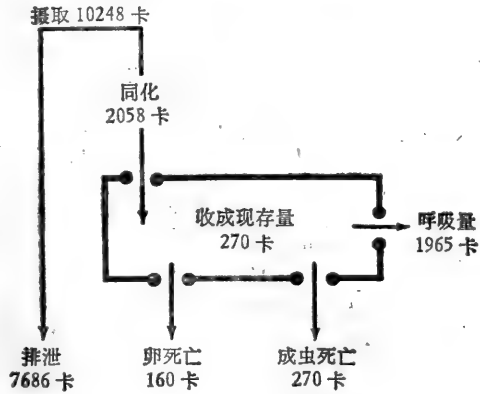 摄取 10248 卡
同化
2058 卡
收成现存量
270 卡
呼吸量
1965 卡
排泄
7686 卡
卵死亡
160 卡
成虫死亡
270 卡